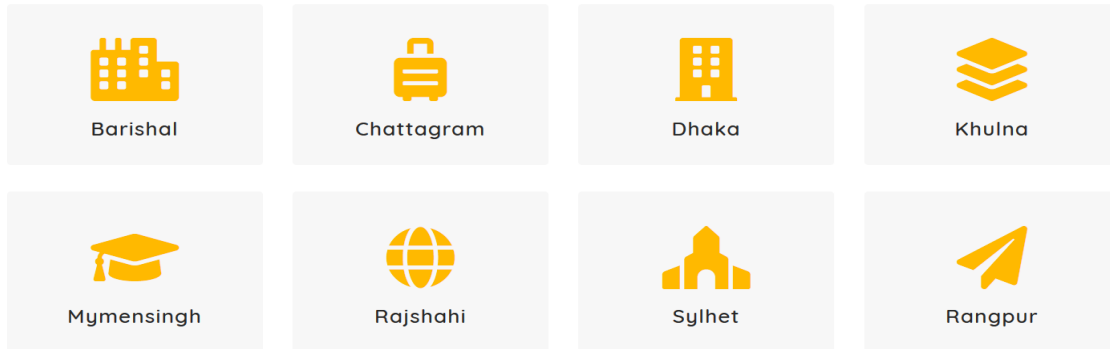 Barishal
Chattagram
Dhaka
Khulna
Mymensingh
Rajshahi
Sylhet
Rangpur